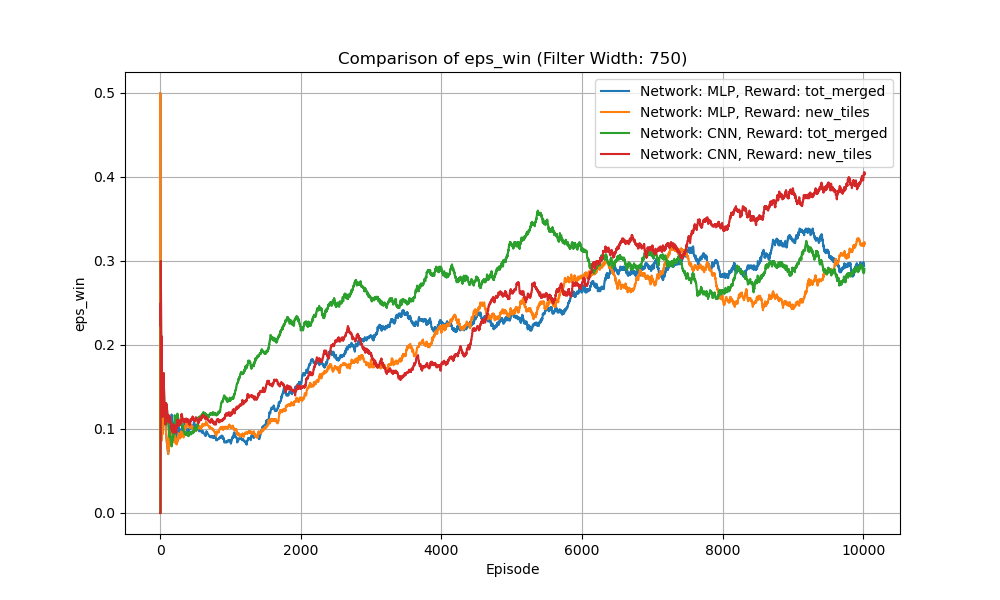 Comparison of eps_win (Filter Width: 750)
Network: MLP, Reward: tot_merged
Network: MLP, Reward: new_tiles
Network: CNN, Reward: tot_merged
Network: CNN, Reward: new_tiles
0.5
0.4
0.3
0.2
0.1
0.0
eps_win
0 2000 4000 6000 8000 10000
Episode